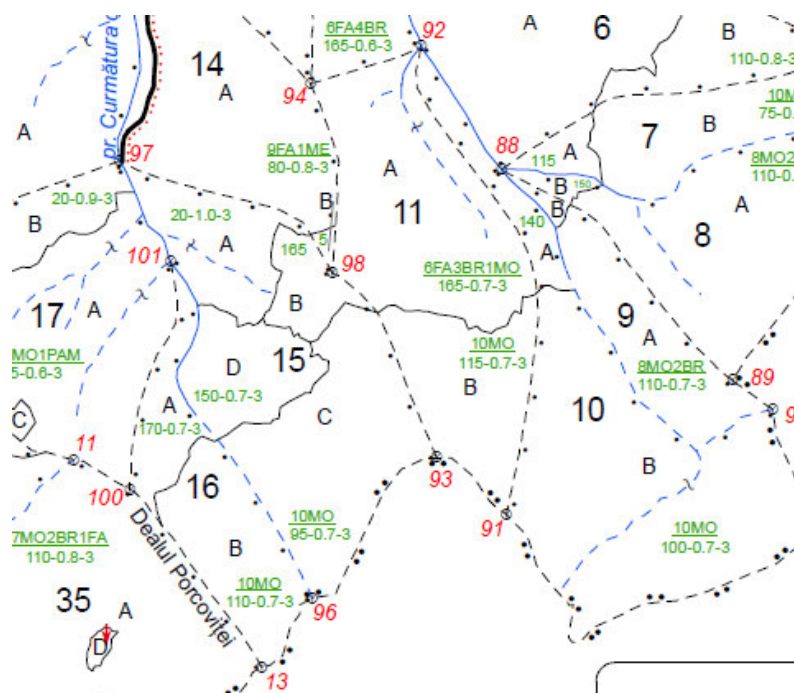 6FA4BR
165-0.6-3
92
A
6
B
110-0.8-3
14
A
94
10M
75-0.
pr. Curmătura
A
97
9FA1ME
80-0.8-3
A
88
115
A
7
B
8MO2
110-0.
B
20-0.9-3
20-1.0-3
B
150
B
B
140
11
A
8
A
165
5
A
101
98
A
6FA3BR1MO
165-0.7-3
17
A
B
9
A
MO1PAM
5-0.6-3
15
D
150-0.7-3
10MO
115-0.7-3
B
8MO2BR
110-0.7-3
89
A
170-0.7-3
C
C
10
9
11
100
16
93
B
91
Dealul Porcoviței
10MO
95-0.7-3
10MO
100-0.7-3
7MO2BR1FA
110-0.8-3
B
10MO
110-0.7-3
96
35
A
D
13